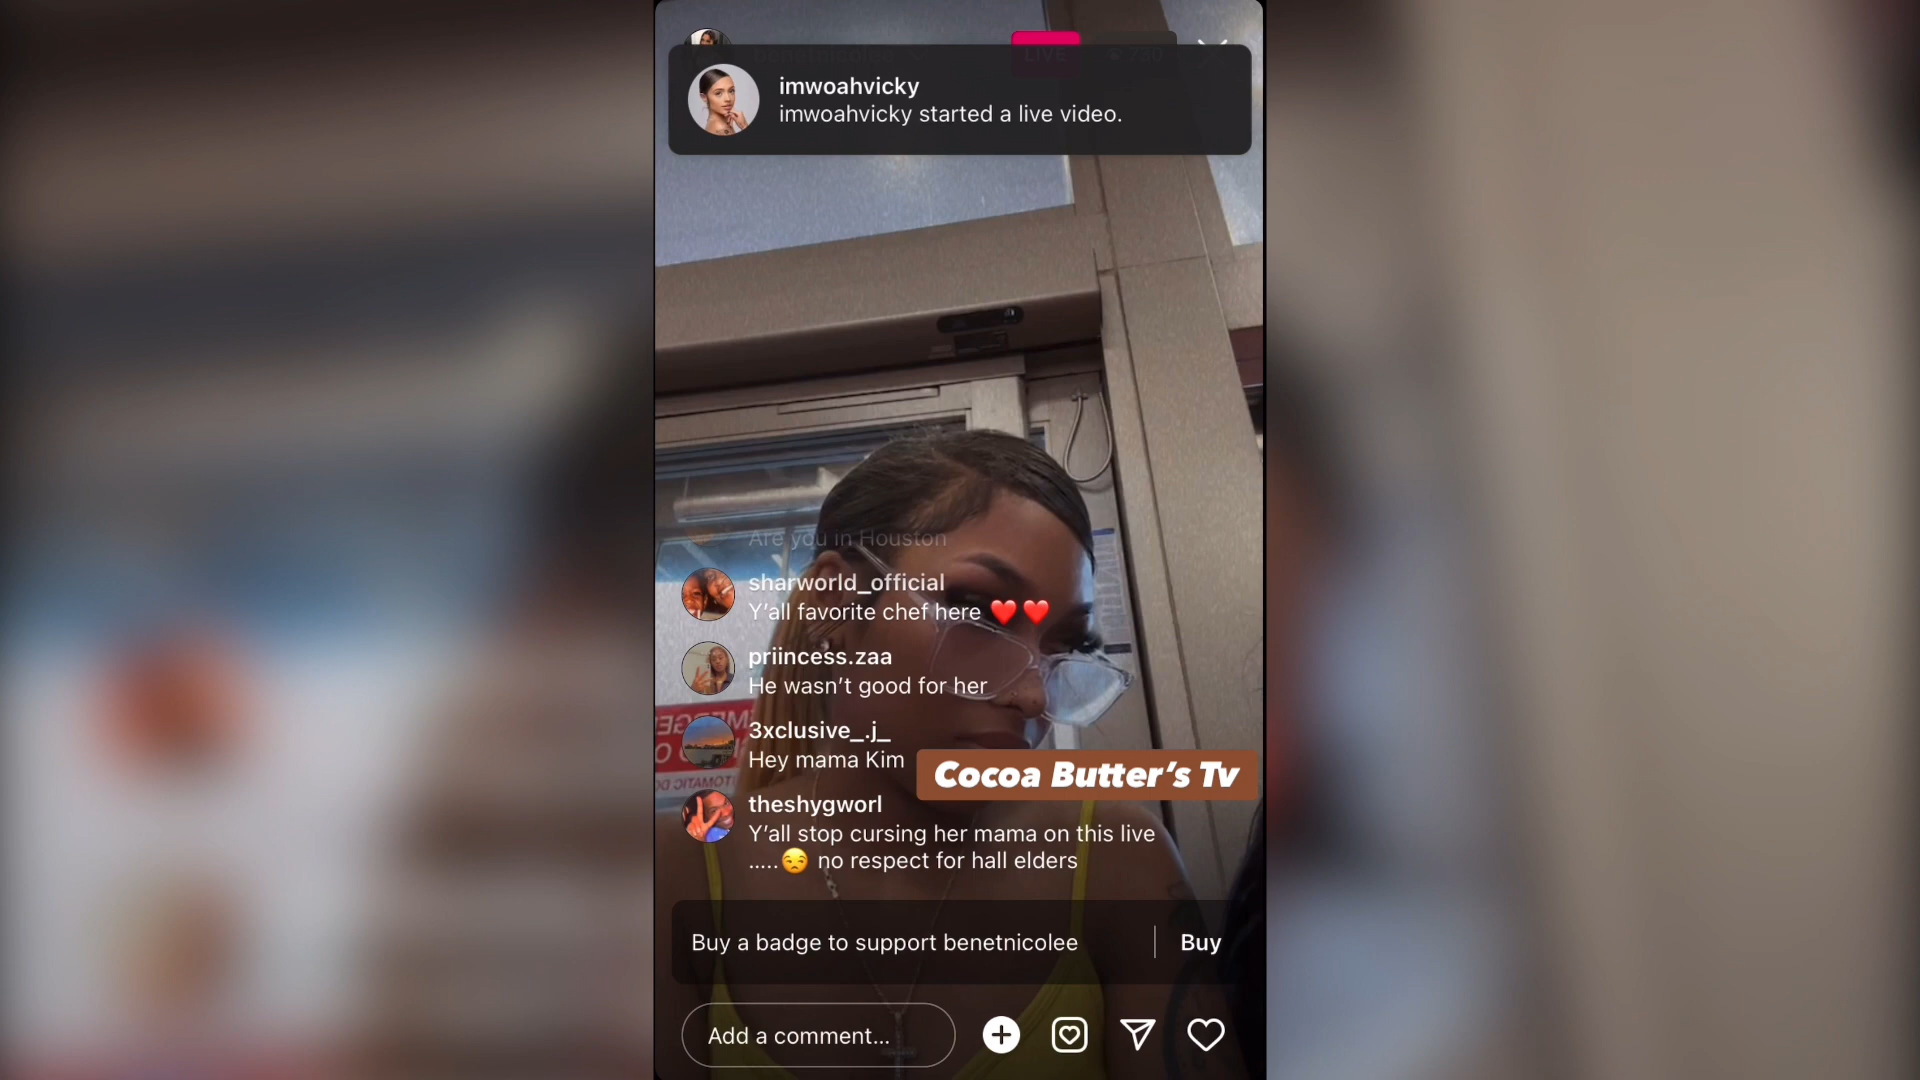 LIVE
imwoahvicky
imwoahvicky started a live video.
Are you in Houston
sharworld_official
Y'all favorite chef here ❤️❤️
priincess.zaa
He wasn't good for her
3xclusive_.j_
Hey mama Kim
Cocoa Butter's Tv
theshygworl
Y'all stop cursing her mama on this live
.....😒 no respect for hall elders
Buy a badge to support benetnicolee
Buy
Add a comment...